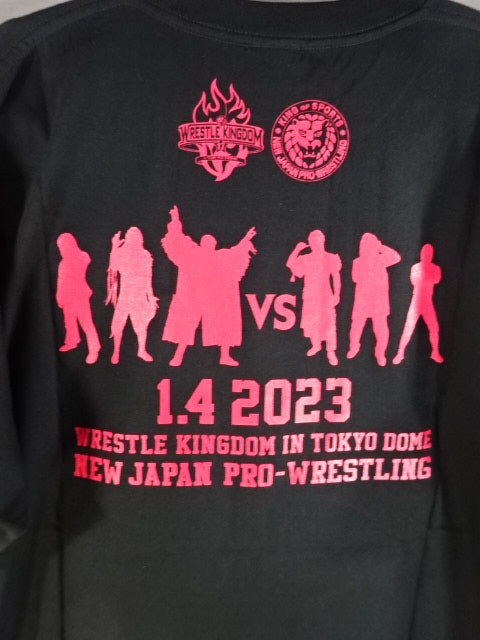 WRESTLE KINGDOM
KING OF SPORTS
NEW JAPAN PRO-WRESTLING
VS
1.4 2023
WRESTLE KINGDOM IN TOKYO DOME
NEW JAPAN PRO-WRESTLING